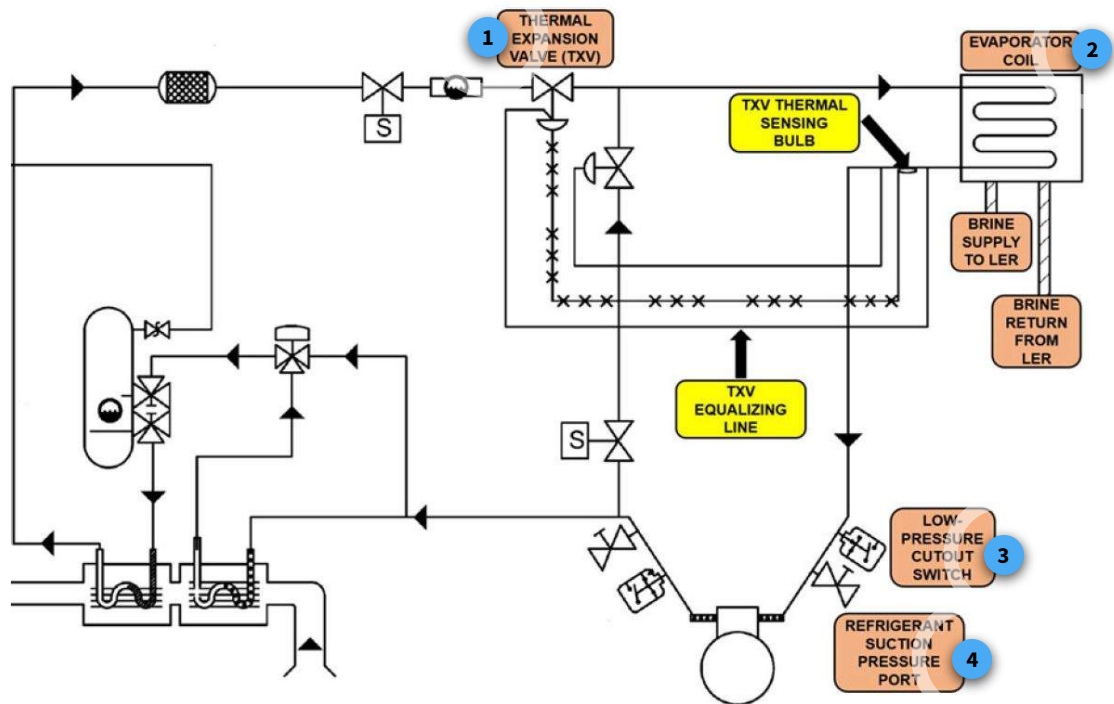 1
THERMAL
EXPANSION
VALVE (TXV)
EVAPORATOR
COIL
2
S
TXV THERMAL
SENSING
BULB
BRINE
SUPPLY
TO LER
BRINE
RETURN
FROM
LER
TXV
EQUALIZING
LINE
S
LOW-
PRESSURE
CUTOUT
SWITCH
3
REFRIGERANT
SUCTION
PRESSURE
PORT
4